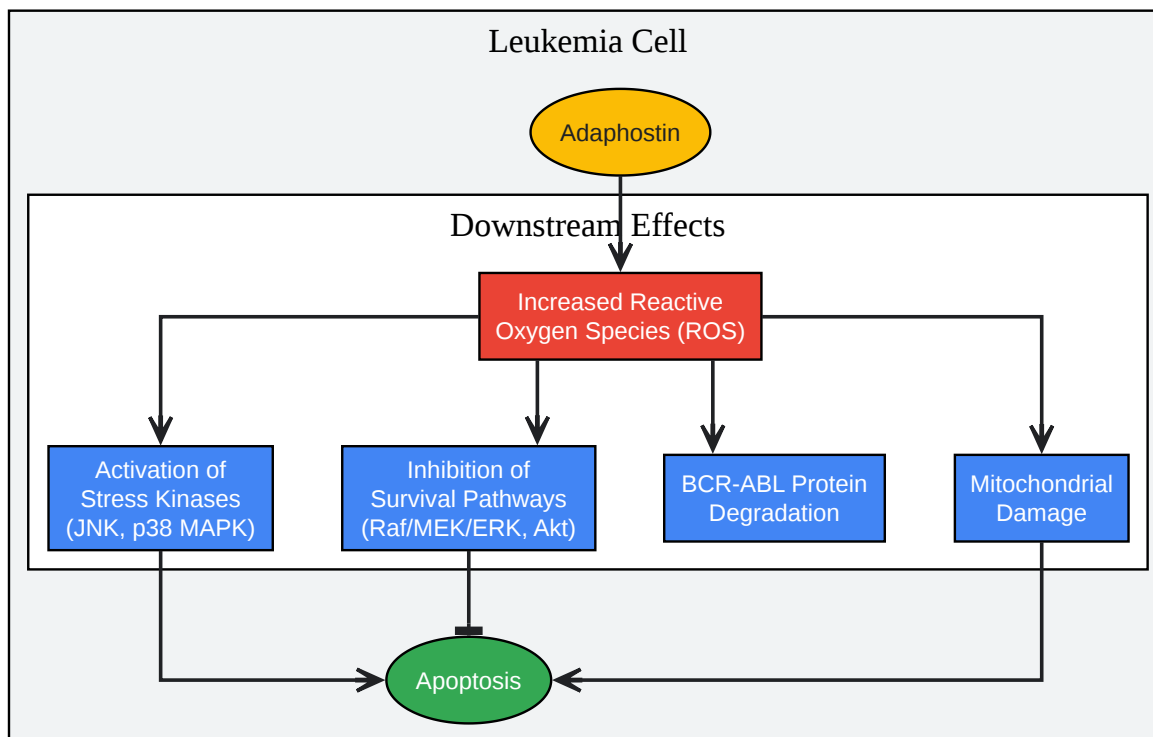 Leukemia Cell
Adaphostin
Downstream Effects
Increased Reactive
Oxygen Species (ROS)
Activation of
Stress Kinases
(JNK, p38 MAPK)
Inhibition of
Survival Pathways
(Raf/MEK/ERK, Akt)
BCR-ABL Protein
Degradation
Mitochondrial
Damage
Apoptosis